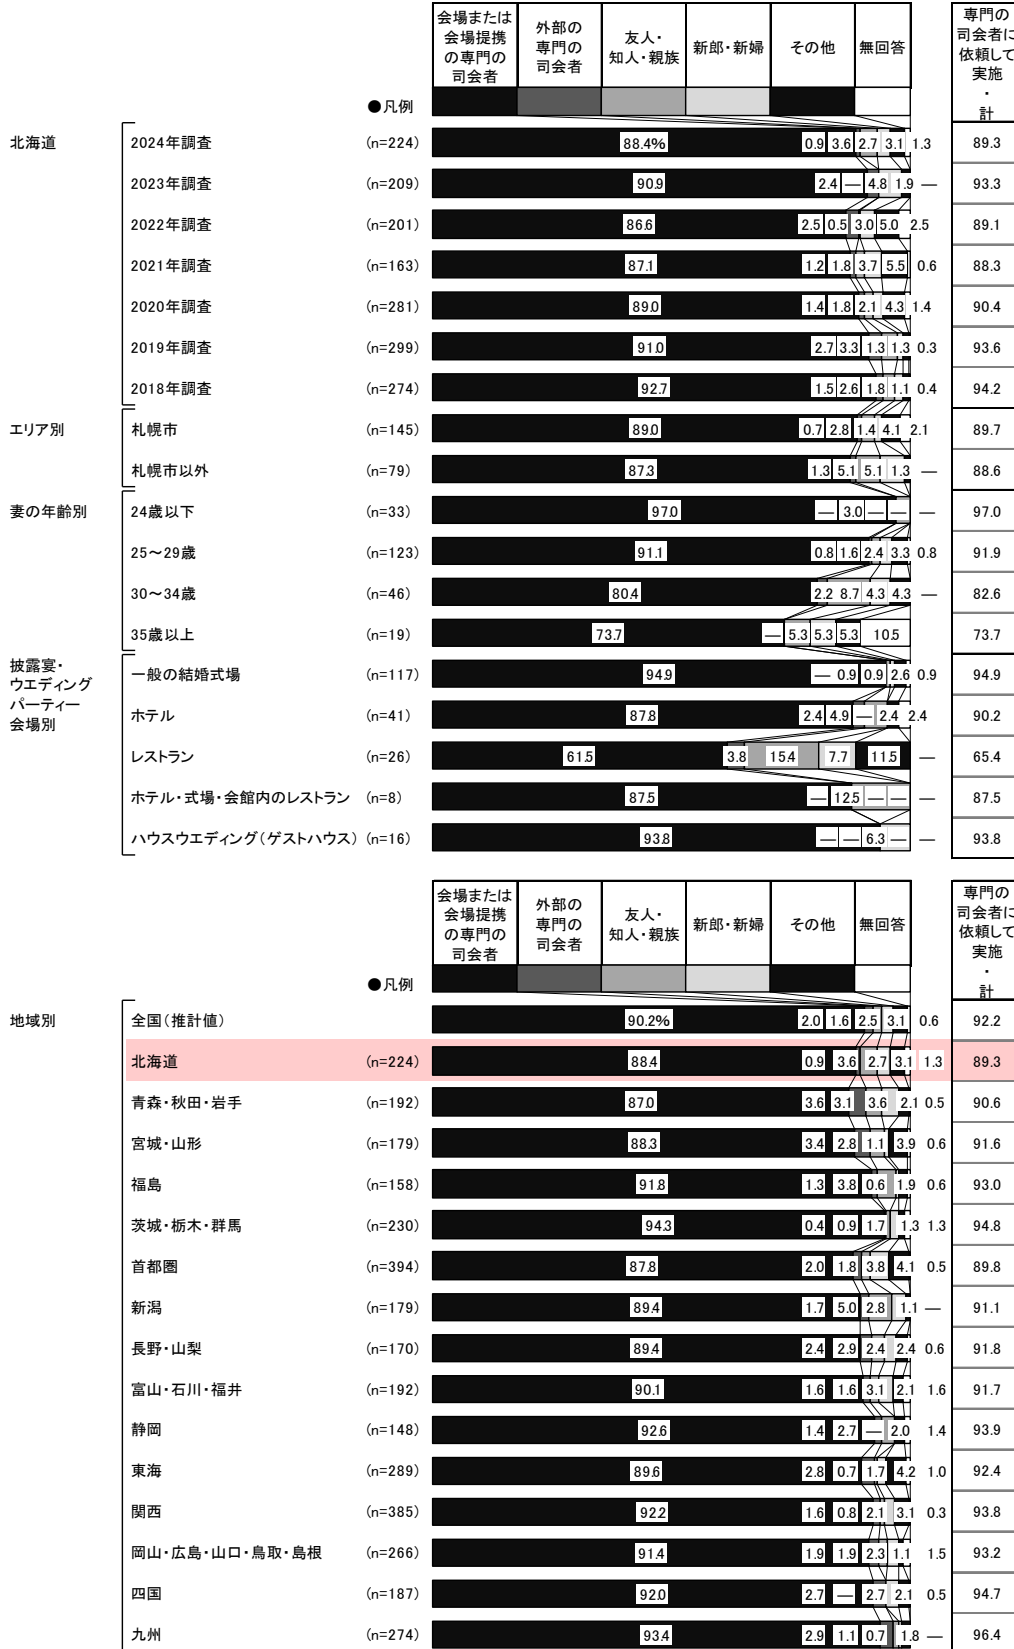 会場または
会場提携
の専門の
司会者
外部の
専門の
司会者
友人・
知人・親族
新郎・新婦
その他
無回答
専門の
司会者に
依頼して
実施
・
計
●凡例
北海道 2024年調査 (n=224) 88.4% 0.9 3.6 2.7 3.1 1.3 89.3
2023年調査 (n=209) 90.9 2.4 — 4.8 1.9 — 93.3
2022年調査 (n=201) 86.6 2.5 0.5 3.0 5.0 2.5 89.1
2021年調査 (n=163) 87.1 1.2 1.8 3.7 5.5 0.6 88.3
2020年調査 (n=281) 89.0 1.4 1.8 2.1 4.3 1.4 90.4
2019年調査 (n=299) 91.0 2.7 3.3 1.3 1.3 0.3 93.6
2018年調査 (n=274) 92.7 1.5 2.6 1.8 1.1 0.4 94.2
エリア別 札幌市 (n=145) 89.0 0.7 2.8 1.4 4.1 2.1 89.7
札幌市以外 (n=79) 87.3 1.3 5.1 5.1 1.3 — 88.6
妻の年齢別 24歳以下 (n=33) 97.0 — 3.0 — — — 97.0
25〜29歳 (n=123) 91.1 0.8 1.6 2.4 3.3 0.8 91.9
30〜34歳 (n=46) 80.4 2.2 8.7 4.3 4.3 — 82.6
35歳以上 (n=19) 73.7 — 5.3 5.3 5.3 10.5 73.7
披露宴・
ウエディング
パーティー
会場別
一般の結婚式場 (n=117) 94.9 — 0.9 0.9 2.6 0.9 94.9
ホテル (n=41) 87.8 2.4 4.9 — 2.4 2.4 90.2
レストラン (n=26) 61.5 3.8 15.4 7.7 11.5 — 65.4
ホテル・式場・会館内のレストラン (n=8) 87.5 — 12.5 — — — 87.5
ハウスウエディング(ゲストハウス) (n=16) 93.8 — — 6.3 — — 93.8
会場または
会場提携
の専門の
司会者
外部の
専門の
司会者
友人・
知人・親族
新郎・新婦
その他
無回答
専門の
司会者に
依頼して
実施
・
計
●凡例
地域別 全国(推計値) 90.2% 2.0 1.6 2.5 3.1 0.6 92.2
北海道 (n=224) 88.4 0.9 3.6 2.7 3.1 1.3 89.3
青森・秋田・岩手 (n=192) 87.0 3.6 3.1 3.6 2.1 0.5 90.6
宮城・山形 (n=179) 88.3 3.4 2.8 1.1 3.9 0.6 91.6
福島 (n=158) 91.8 1.3 3.8 0.6 1.9 0.6 93.0
茨城・栃木・群馬 (n=230) 94.3 0.4 0.9 1.7 1.3 1.3 94.8
首都圏 (n=394) 87.8 2.0 1.8 3.8 4.1 0.5 89.8
新潟 (n=179) 89.4 1.7 5.0 2.8 1.1 — 91.1
長野・山梨 (n=170) 89.4 2.4 2.9 2.4 2.4 0.6 91.8
富山・石川・福井 (n=192) 90.1 1.6 1.6 3.1 2.1 1.6 91.7
静岡 (n=148) 92.6 1.4 2.7 — 2.0 1.4 93.9
東海 (n=289) 89.6 2.8 0.7 1.7 4.2 1.0 92.4
関西 (n=385) 92.2 1.6 0.8 2.1 3.1 0.3 93.8
岡山・広島・山口・鳥取・島根 (n=266) 91.4 1.9 1.9 2.3 1.1 1.5 93.2
四国 (n=187) 92.0 2.7 — 2.7 2.1 0.5 94.7
九州 (n=274) 93.4 2.9 1.1 0.7 1.8 — 96.4